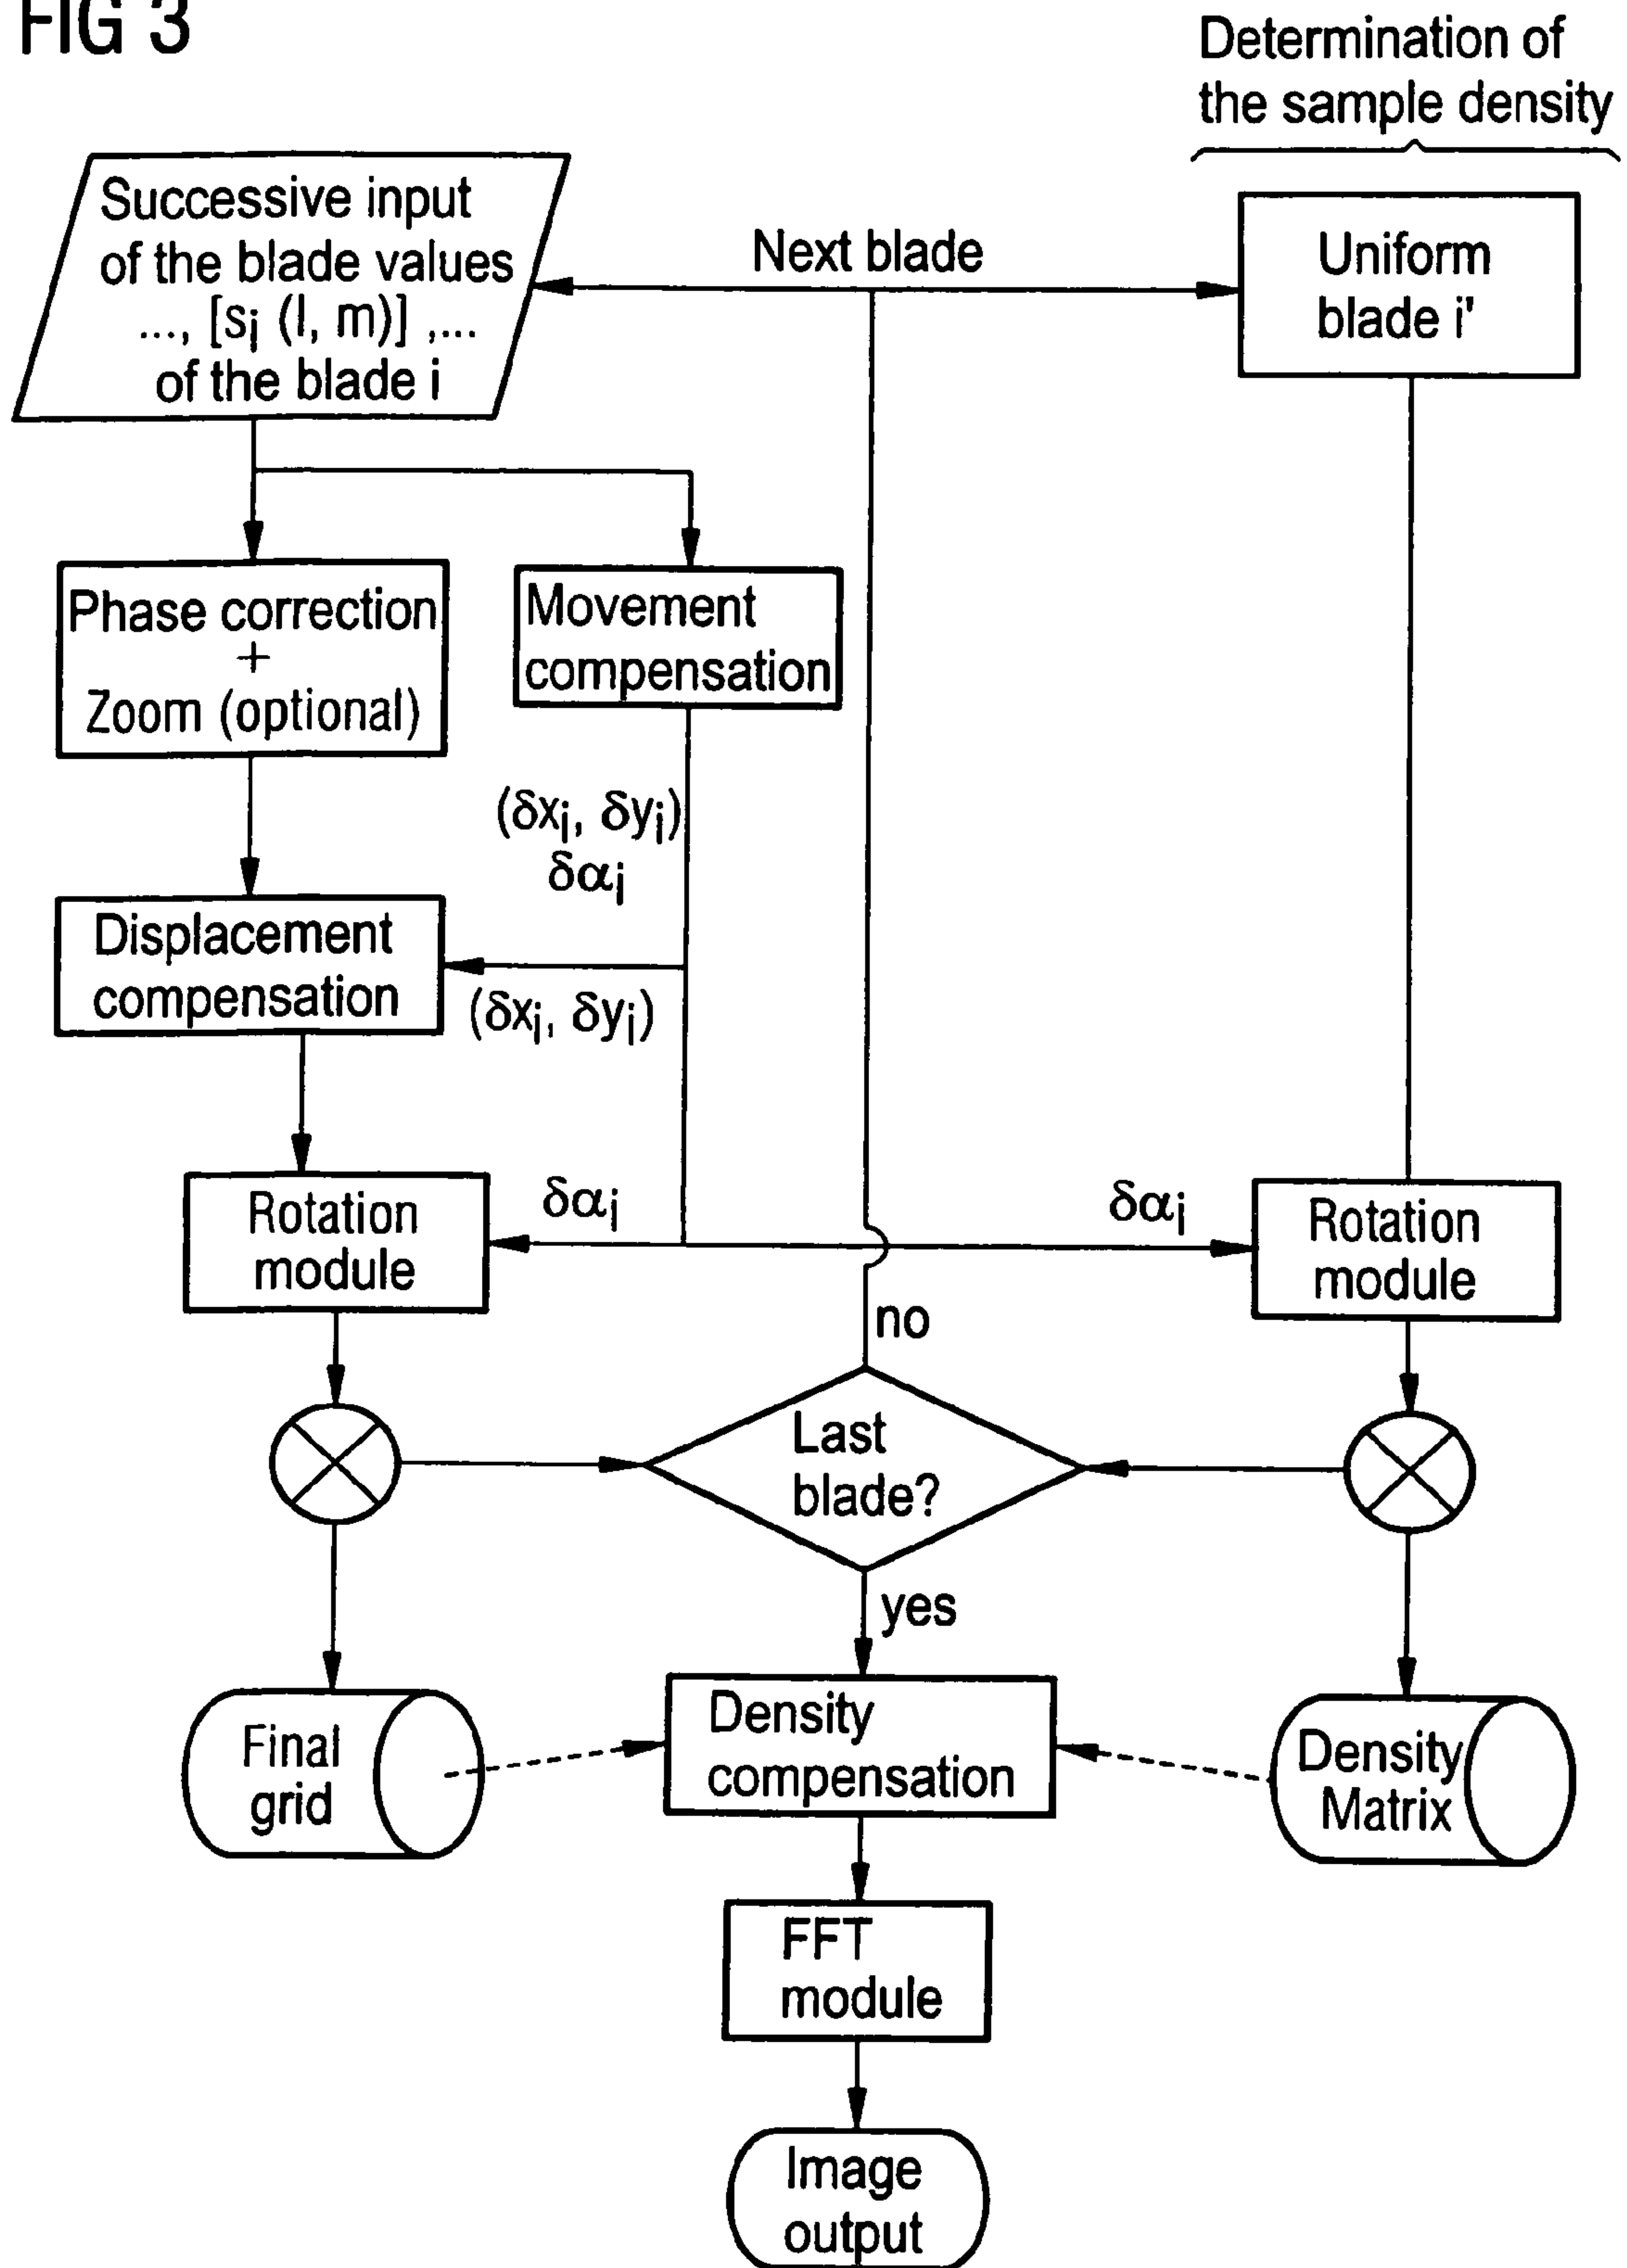 FIG 3
Determination of
the sample density
Successive input
of the blade values
..., [si (l, m)] ,...
of the blade i
Next blade
Uniform
blade i'
Phase correction
+
Zoom (optional)
Movement
compensation
(δxi, δyi)
δαi
Displacement
compensation
(δxi, δyi)
Rotation
module
δαi
δαi
Rotation
module
no
Last
blade?
yes
Final
grid
Density
compensation
Density
Matrix
FFT
module
Image
output